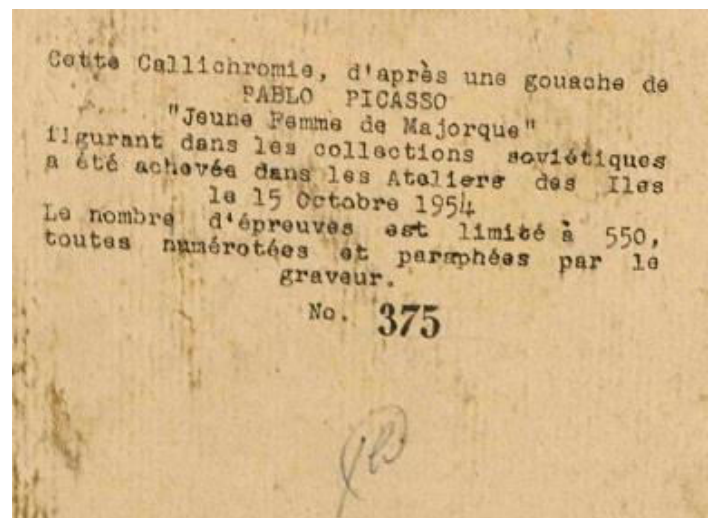 Cette Callichromie, d'après une gouache de
PABLO PICASSO
"Jeune Femme de Majorque"
figurant dans les collections soviétiques
a été achevée dans les Ateliers des Iles
le 15 Octobre 1954
Le nombre d'épreuves est limité à 550,
toutes numérotées et paraphées par le
graveur.
No. 375